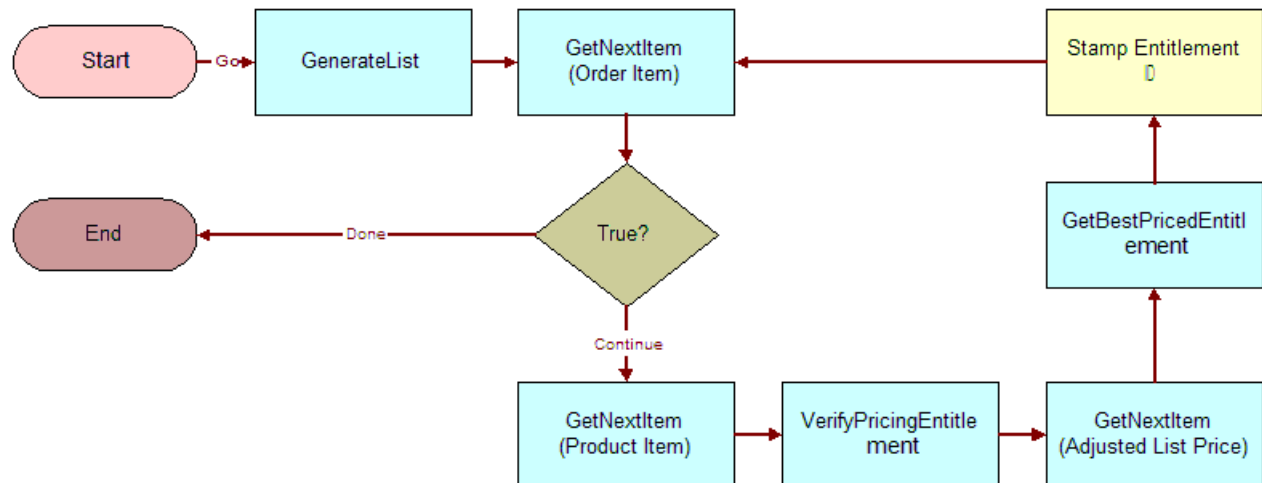 Start
Go
GenerateList
GetNextItem
(Order Item)
Stamp Entitlement
End
Done
True?
GetBestPricedEntitl
ement
Continue
GetNextItem
(Product Item)
VerifyPricingEntitle
ment
GetNextItem
(Adjusted List Price)